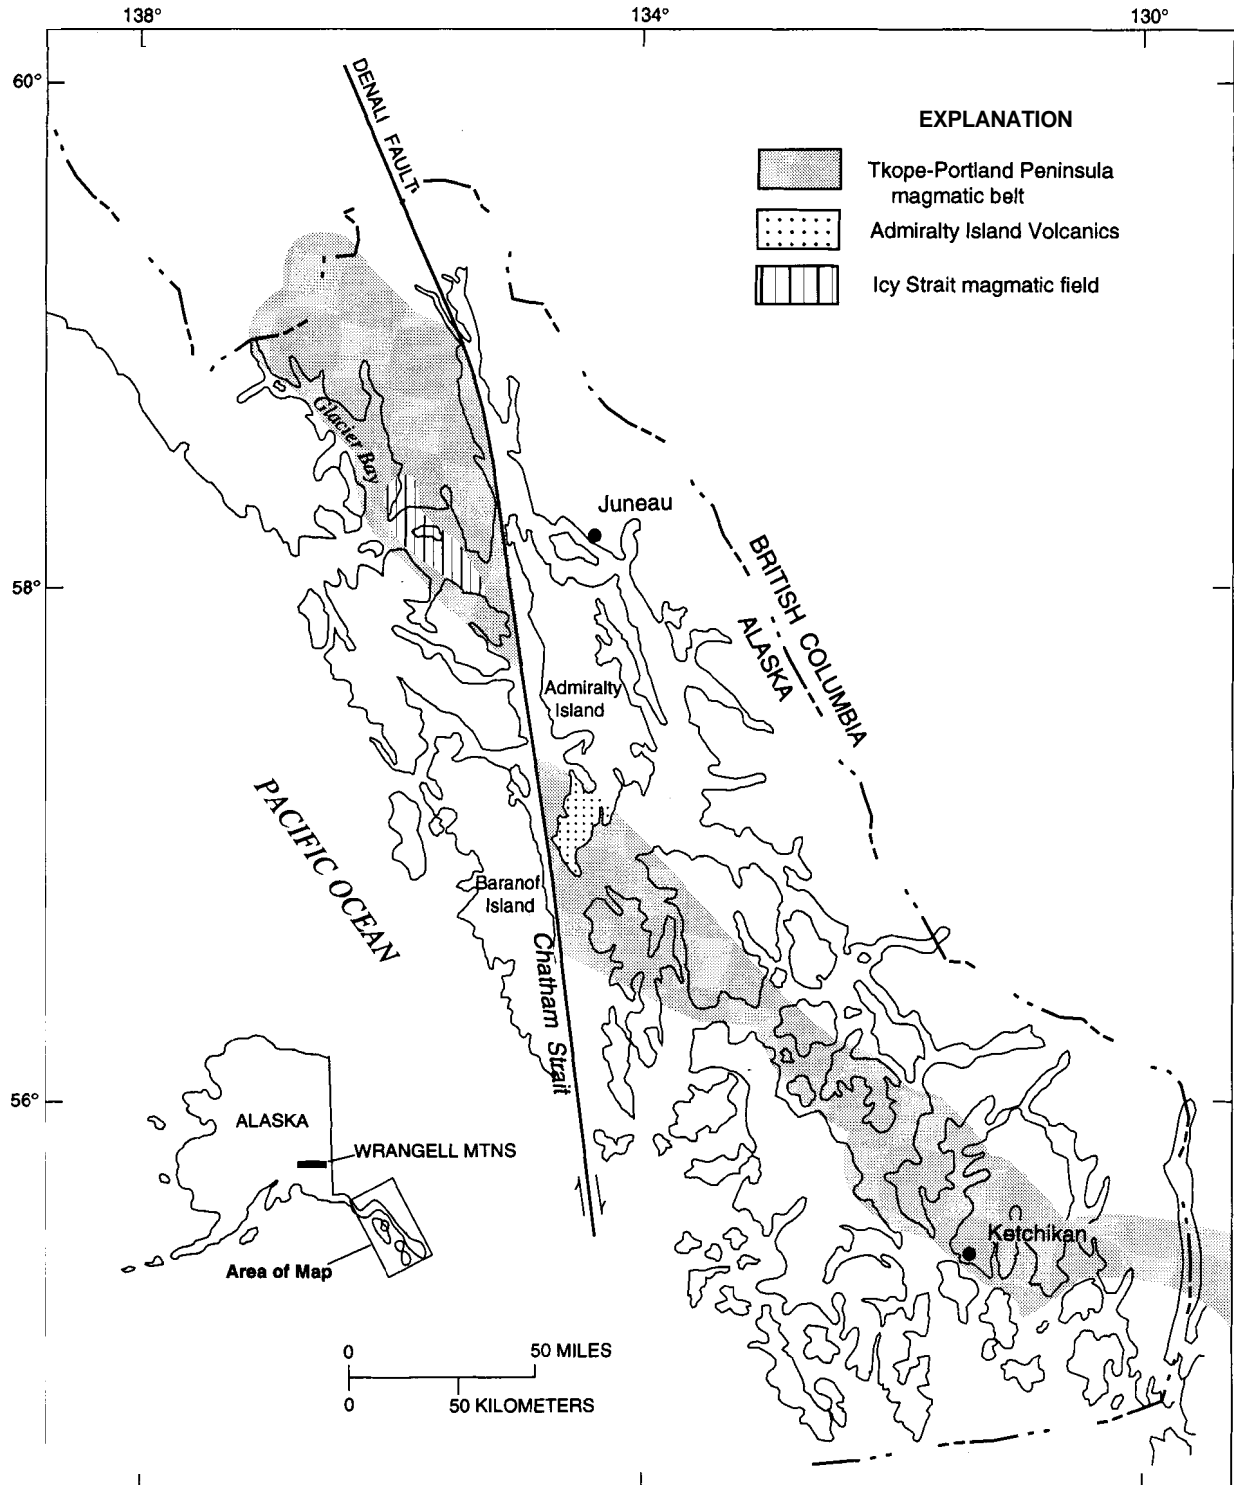 138°
134°
130°
60°
58°
56°
DENALI FAULT
EXPLANATION
Tkope-Portland Peninsula
magmatic belt
Admiralty Island Volcanics
Icy Strait magmatic field
Glacier Bay
Juneau
BRITISH COLUMBIA
ALASKA
Admiralty
Island
PACIFIC OCEAN
Baranof
Island
Chatham Strait
Ketchikan
ALASKA
WRANGELL MTNS
Area of Map
0 50 MILES
0 50 KILOMETERS